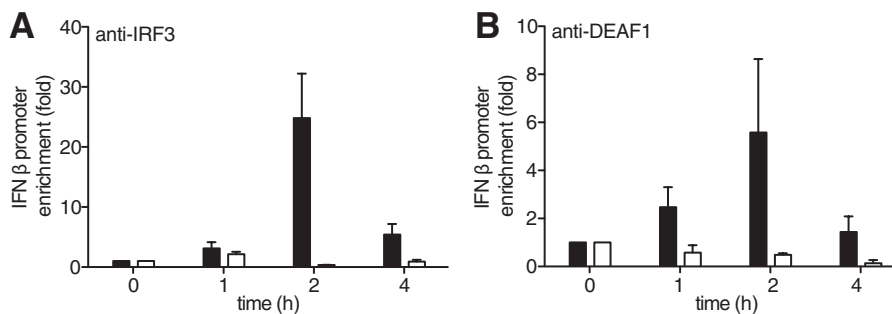 A
anti-IRF3
IFN β promoter
enrichment (fold)
40
30
20
10
0
0 1 2 4
time (h)
B
anti-DEAF1
IFN β promoter
enrichment (fold)
10
8
6
4
2
0
0 1 2 4
time (h)